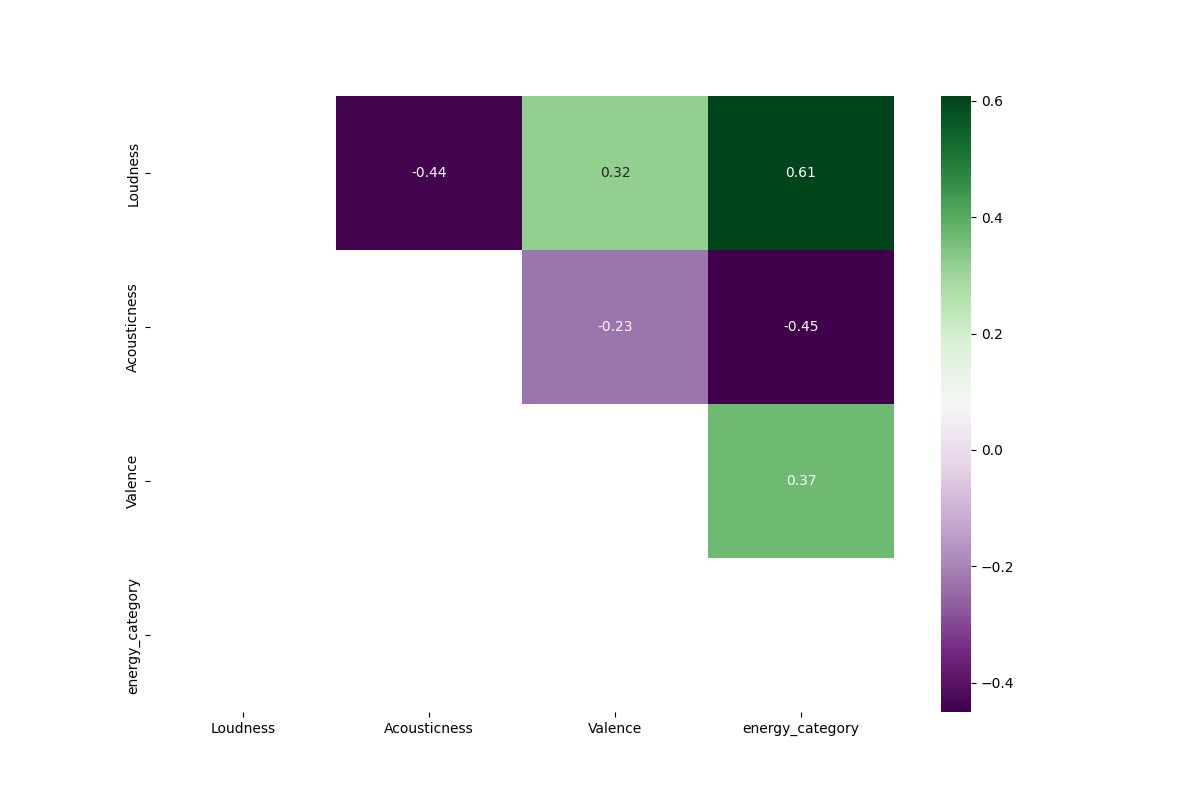 Loudness
Acousticness
Valence
energy_category
-0.44
0.32
0.61
-0.23
-0.45
0.37
Loudness
Acousticness
Valence
energy_category
0.6
0.4
0.2
0.0
−0.2
−0.4